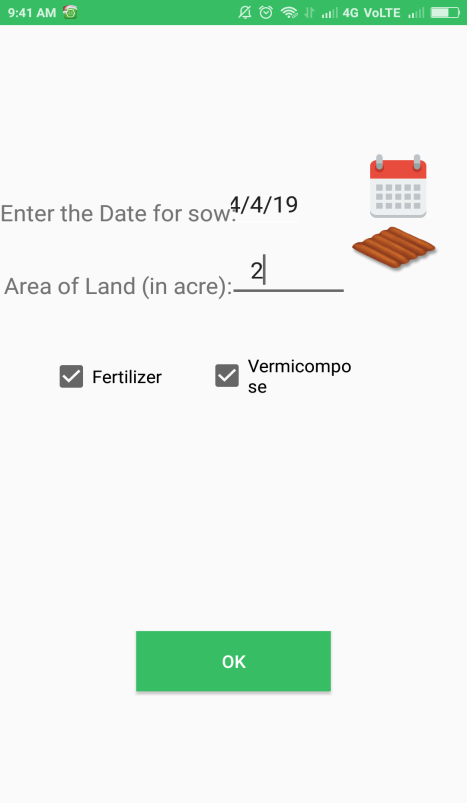 9:41 AM 4G VoLTE
Enter the Date for sow: 4/4/19
Area of Land (in acre): 2
Fertilizer
Vermicompo
se
OK